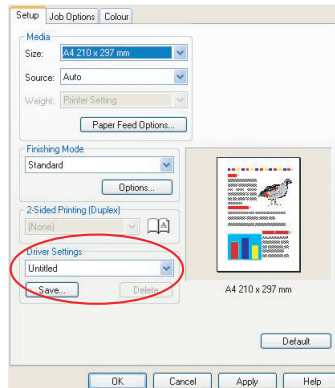 Setup Job Options Colour
Media
Size: A4 210 x 297 mm
Source: Auto
Weight: Printer Setting
Paper Feed Options...
Finishing Mode
Standard
Options...
2-Sided Printing (Duplex)
(None) A
Driver Settings
Untitled
Save... Delete
A4 210 x 297 mm
Default
OK Cancel Apply Help